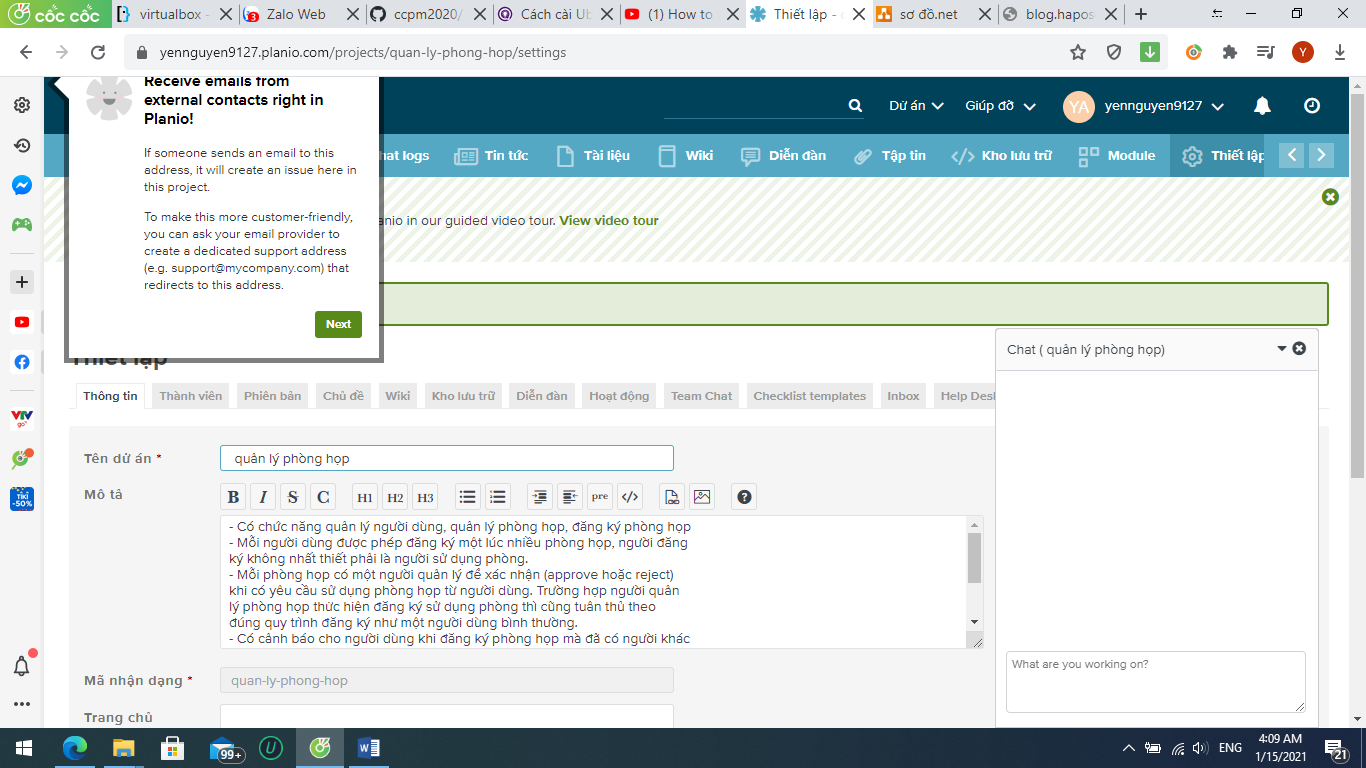 cốc cốc
virtualbox -
3
Zalo Web
ccpm2020/
Cách cài Ub
(1) How to
Thiết lập -
sơ đồ.net
blog.hapos
yennguyen9127.planio.com/projects/quan-ly-phong-hop/settings
Y
Receive emails from
external contacts right in
Planio!
If someone sends an email to this
address, it will create an issue here in
this project.
To make this more customer-friendly,
you can ask your email provider to
create a dedicated support address
(e.g. support@mycompany.com) that
redirects to this address.
Next
Dự án
Giúp đỡ
YA
yennguyen9127
hat logs
Tin tức
Tài liệu
Wiki
Diễn đàn
Tập tin
Kho lưu trữ
Module
Thiết lập
anio in our guided video tour. View video tour
Thiết lập
Thông tin
Thành viên
Phiên bản
Chủ đề
Wiki
Kho lưu trữ
Diễn đàn
Hoạt động
Team Chat
Checklist templates
Inbox
Help Desk
Tên dử án *
quản lý phòng họp
Mô tả
B
I
S
C
H1
H2
H3
pre
- Có chức năng quản lý người dùng, quản lý phòng họp, đăng ký phòng họp
- Mỗi người dùng được phép đăng ký một lúc nhiều phòng họp, người đăng
ký không nhất thiết phải là người sử dụng phòng.
- Mỗi phòng họp có một người quản lý để xác nhận (approve hoặc reject)
khi có yêu cầu sử dụng phòng họp từ người dùng. Trường hợp người quản
lý phòng họp thức hiện đăng ký sử dụng phòng thì cũng tuân thủ theo
đúng quy trình đăng ký như một người dùng bình thường.
- Có cảnh báo cho người dùng khi đăng ký phòng họp mà đã có người khác
Mã nhận dạng *
quan-ly-phong-hop
Trang chủ
Chat ( quản lý phòng họp)
What are you working on?
VTV
go
TIKI
-50%
99+
U
ENG
4:09 AM
1/15/2021
21